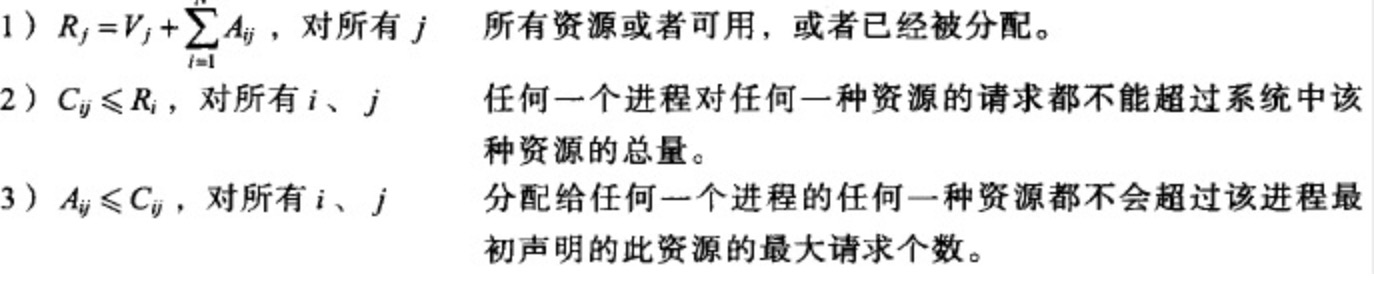 1）R_j = V_j + \sum_{i=1}^{N} A_{ij}，对所有 j 所有资源或者可用，或者已经被分配。
2）C_{ij} ≤ R_i，对所有 i、j 任何一个进程对任何一种资源的请求都不能超过系统中该
种资源的总量。
3）A_{ij} ≤ C_{ij}，对所有 i、j 分配给任何一个进程的任何一种资源都不会超过该进程最
初声明的此资源的最大请求个数。